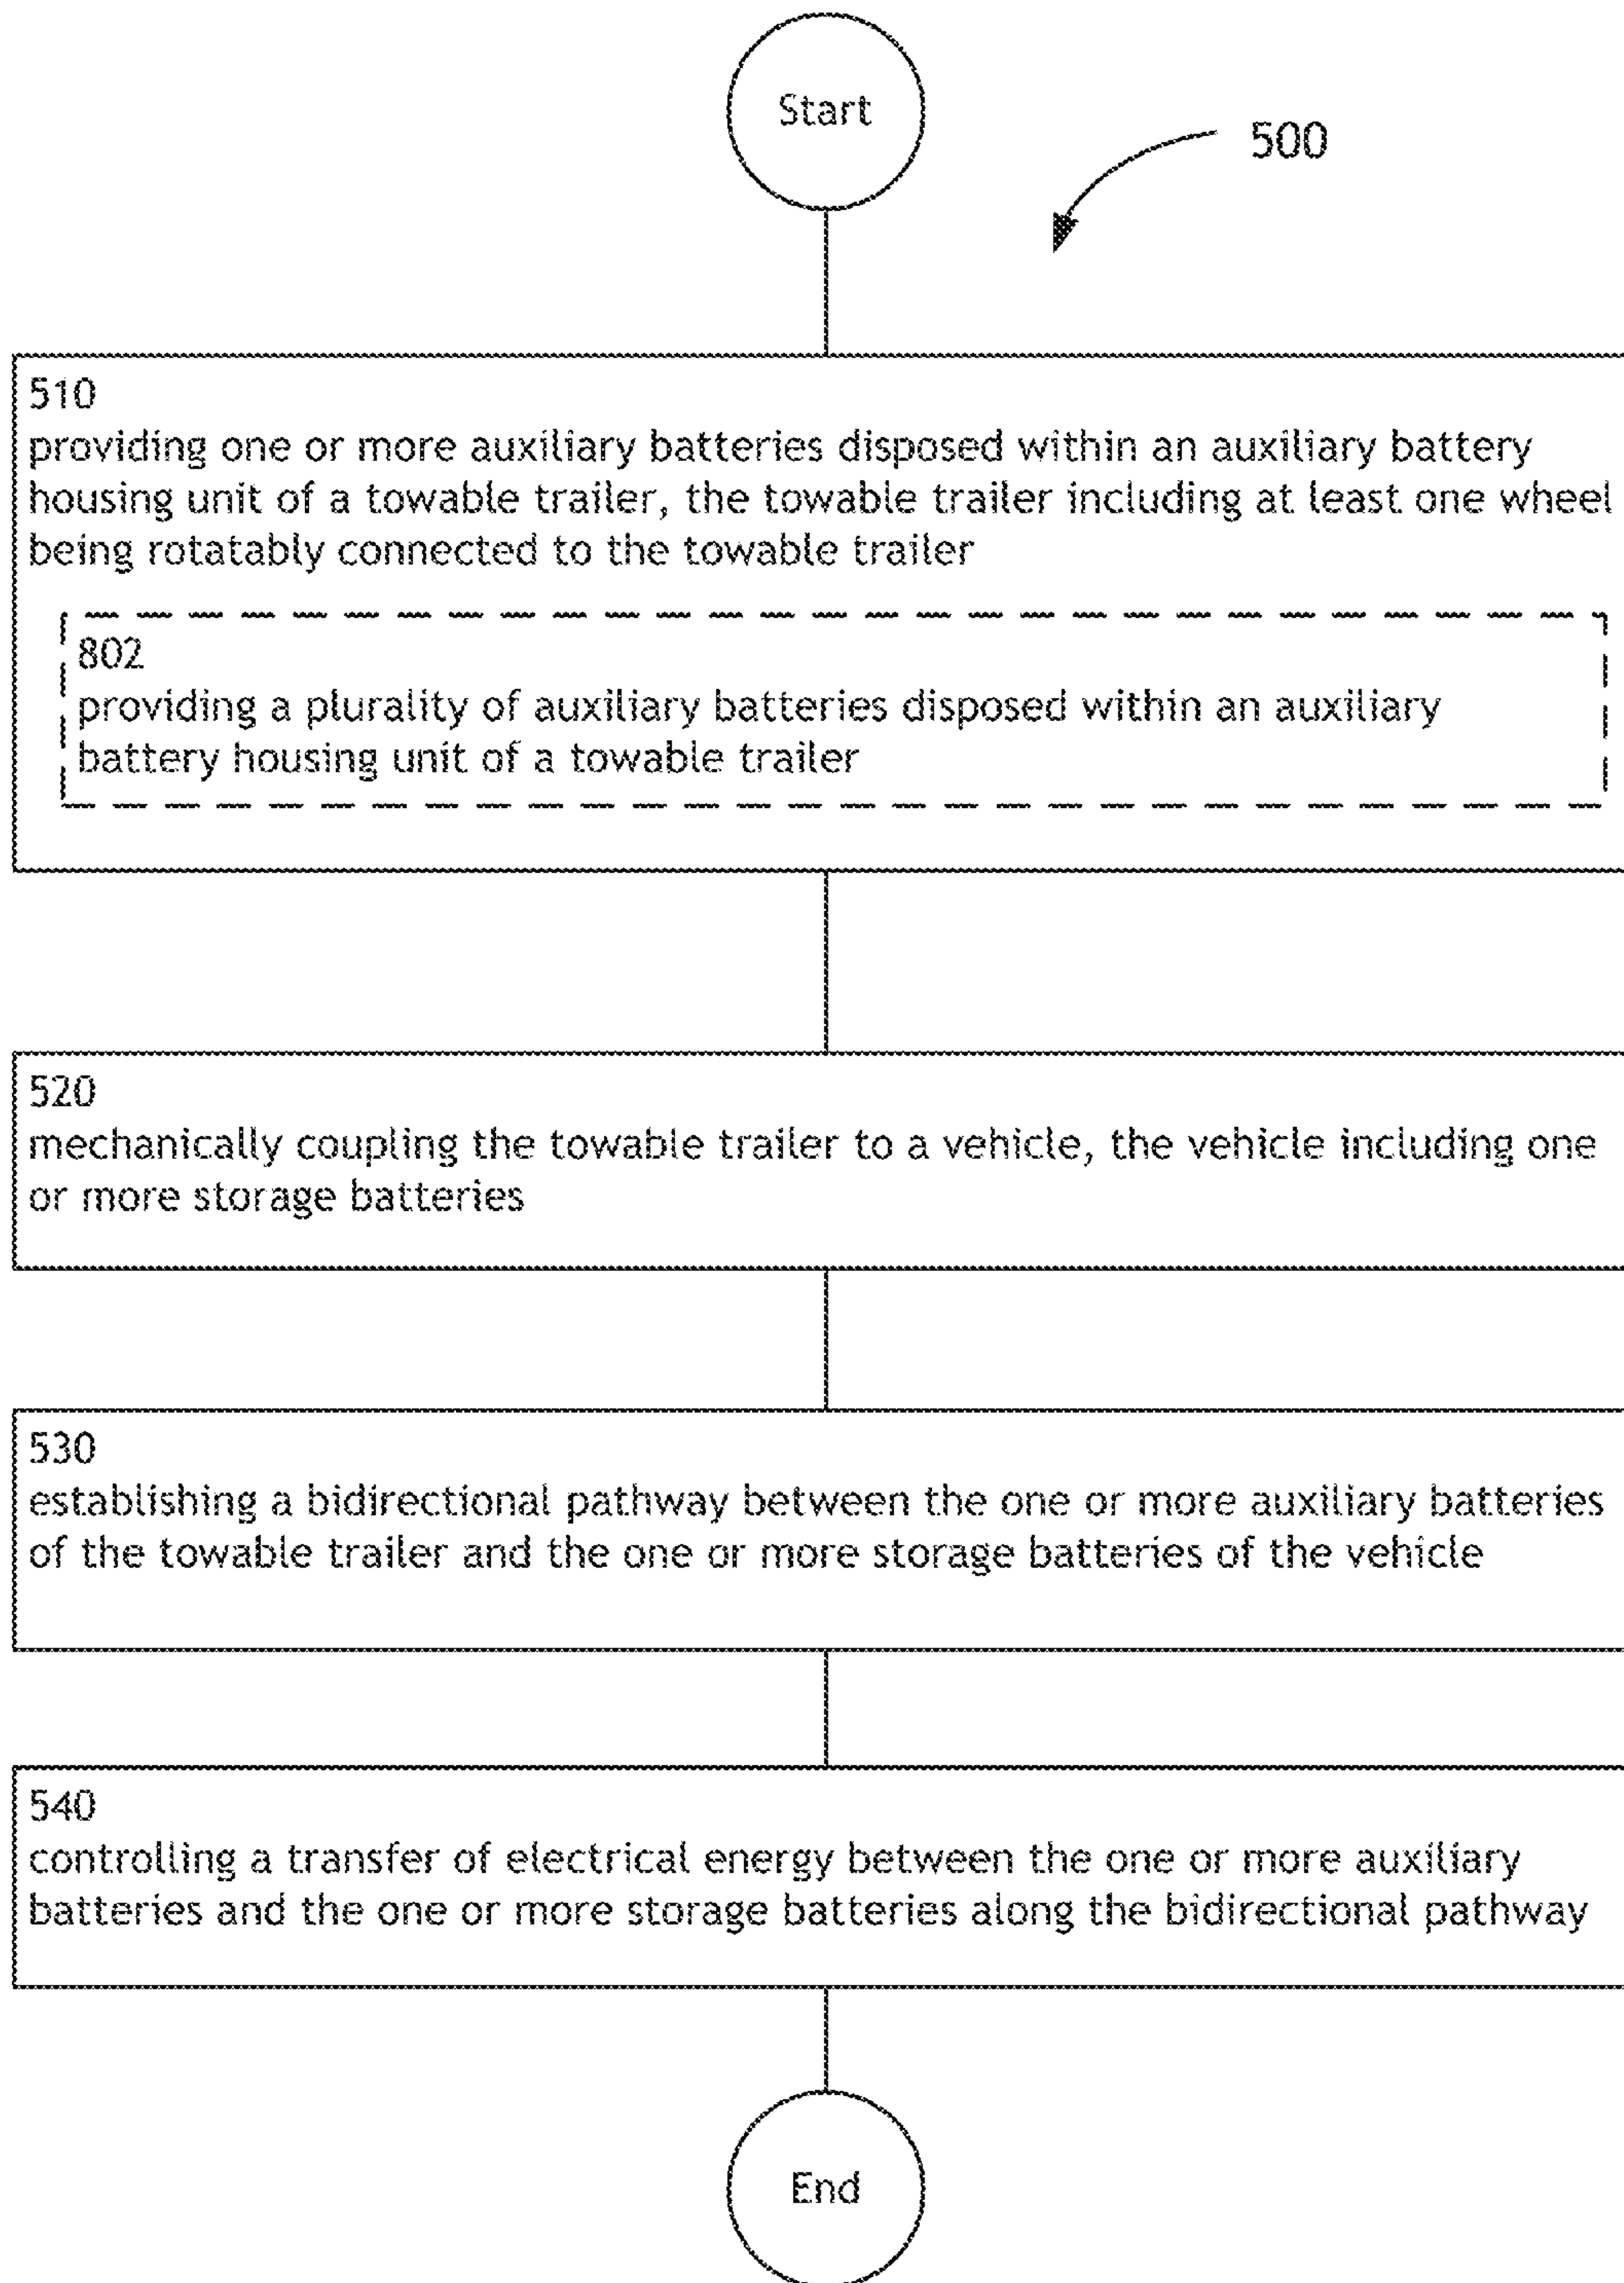 Start
500
510
providing one or more auxiliary batteries disposed within an auxiliary battery
housing unit of a towable trailer, the towable trailer including at least one wheel
being rotatably connected to the towable trailer
802
providing a plurality of auxiliary batteries disposed within an auxiliary
battery housing unit of a towable trailer
520
mechanically coupling the towable trailer to a vehicle, the vehicle including one
or more storage batteries
530
establishing a bidirectional pathway between the one or more auxiliary batteries
of the towable trailer and the one or more storage batteries of the vehicle
540
controlling a transfer of electrical energy between the one or more auxiliary
batteries and the one or more storage batteries along the bidirectional pathway
End